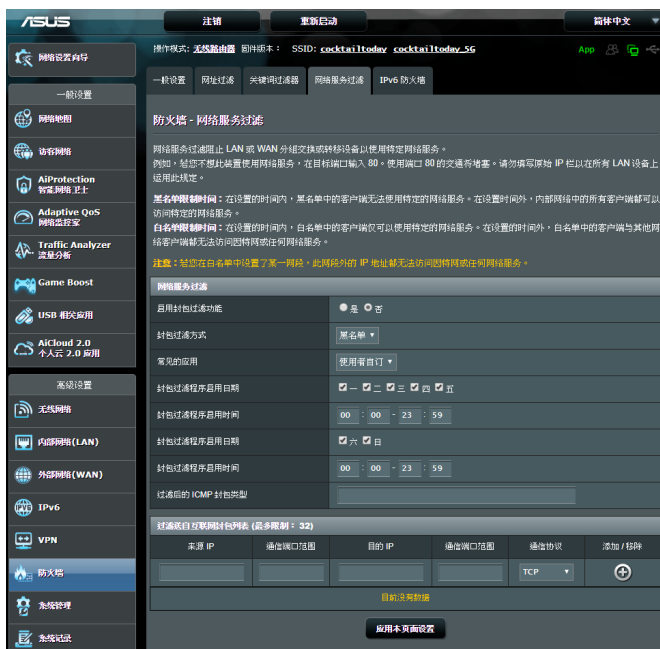 ASUS
注销
重新启动
简体中文
网络设置向导
操作模式：无线路由器 固件版本： SSID: cocktailtoday cocktailtoday_5G
App
一般设置
网络地图
访客网络
AiProtection
智能网络卫士
Adaptive QoS
网络监控家
Traffic Analyzer
流量分析
Game Boost
USB 相关应用
AiCloud 2.0
个人云 2.0 应用
高级设置
无线网络
内部网络(LAN)
外部网络(WAN)
IPv6
VPN
防火墙
系统管理
系统记录
一般设置
网址过滤
关键词过滤器
网络服务过滤
IPv6 防火墙
防火墙 - 网络服务过滤
网络服务过滤阻止 LAN 或 WAN 分组交换或转移设备以使用特定网络服务。
例如，若您不想此装置使用网络服务，在目标端口输入 80。使用端口 80 的交通将堵塞。请勿填写原始 IP 栏以在所有 LAN 设备上
运用此规定。
黑名单限制时间：在设置的时间内，黑名单中的客户端无法使用特定的网络服务。在设置时间外，内部网络中的所有客户端都可以
访问特定的网络服务。
白名单限制时间：在设置的时间内，白名单中的客户端仅可以使用特定的网络服务。在设置的时间外，白名单中的客户端与其他网
络客户端都无法访问因特网或任何网络服务。
注意：若您在白名单中设置了某一网段，此网段外的 IP 地址都无法访问因特网或任何网络服务。
网络服务过滤
启用封包过滤功能
是 否
封包过滤方式
黑名单
常见的应用
使用者自订
封包过滤程序启用日期
一 二 三 四 五
封包过滤程序启用时间
00 : 00 - 23 : 59
封包过滤程序启用日期
六 日
封包过滤程序启用时间
00 : 00 - 23 : 59
过滤后的 ICMP 封包类型
过滤送自互联网封包列表 (最多限制： 32)
来源 IP
通信端口范围
目的 IP
通信端口范围
通信协议
添加 / 移除
TCP
目前没有数据
应用本页面设置